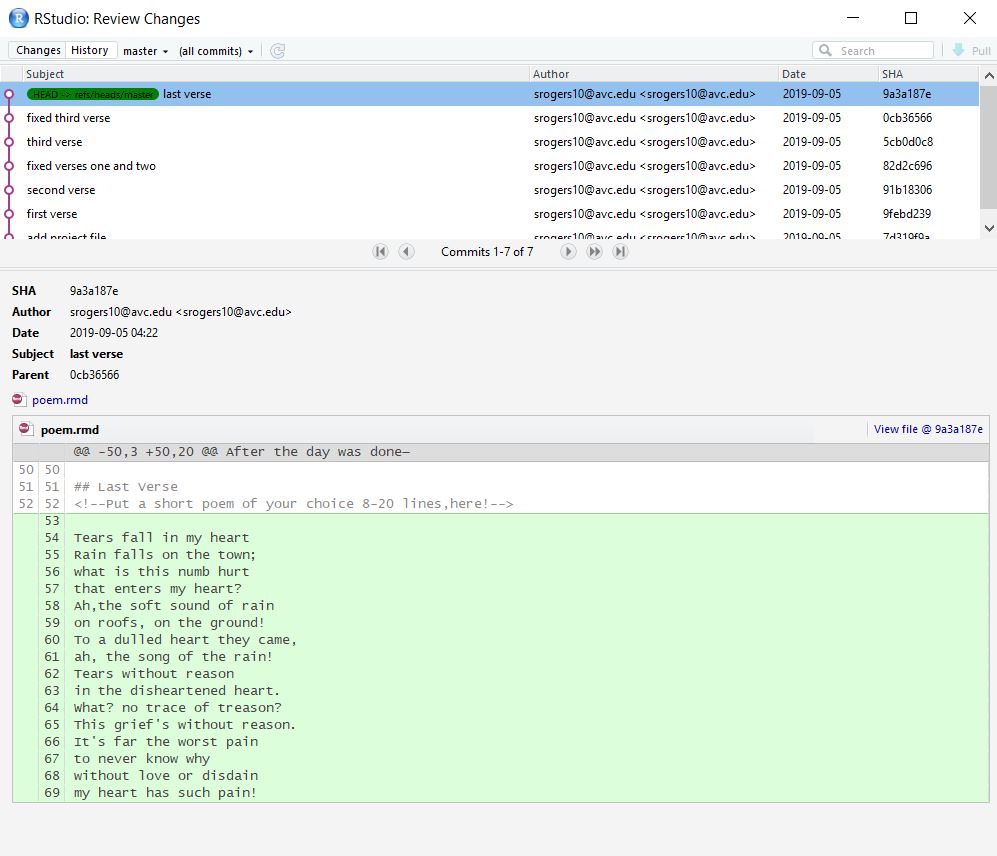 RStudio: Review Changes
Changes History master (all commits) Search Pull
Subject Author Date SHA
HEAD -> refs/heads/master last verse srogers10@avc.edu <srogers10@avc.edu> 2019-09-05 9a3a187e
fixed third verse srogers10@avc.edu <srogers10@avc.edu> 2019-09-05 0cb36566
third verse srogers10@avc.edu <srogers10@avc.edu> 2019-09-05 5cb0d0c8
fixed verses one and two srogers10@avc.edu <srogers10@avc.edu> 2019-09-05 82d2c696
second verse srogers10@avc.edu <srogers10@avc.edu> 2019-09-05 91b18306
first verse srogers10@avc.edu <srogers10@avc.edu> 2019-09-05 9febd239
add project file srogers10@avc.edu <srogers10@avc.edu> 2019-09-05 7d319f9a
Commits 1-7 of 7
SHA 9a3a187e
Author srogers10@avc.edu <srogers10@avc.edu>
Date 2019-09-05 04:22
Subject last verse
Parent 0cb36566
poem.rmd
poem.rmd View file @ 9a3a187e
@@ -50,3 +50,20 @@ After the day was done—
50 50
51 51 ## Last Verse
52 52 <!--Put a short poem of your choice 8-20 lines,here!-->
53
54 Tears fall in my heart
55 Rain falls on the town;
56 what is this numb hurt
57 that enters my heart?
58 Ah,the soft sound of rain
59 on roofs, on the ground!
60 To a dulled heart they came,
61 ah, the song of the rain!
62 Tears without reason
63 in the disheartened heart.
64 What? no trace of treason?
65 This grief's without reason.
66 It's far the worst pain
67 to never know why
68 without love or disdain
69 my heart has such pain!